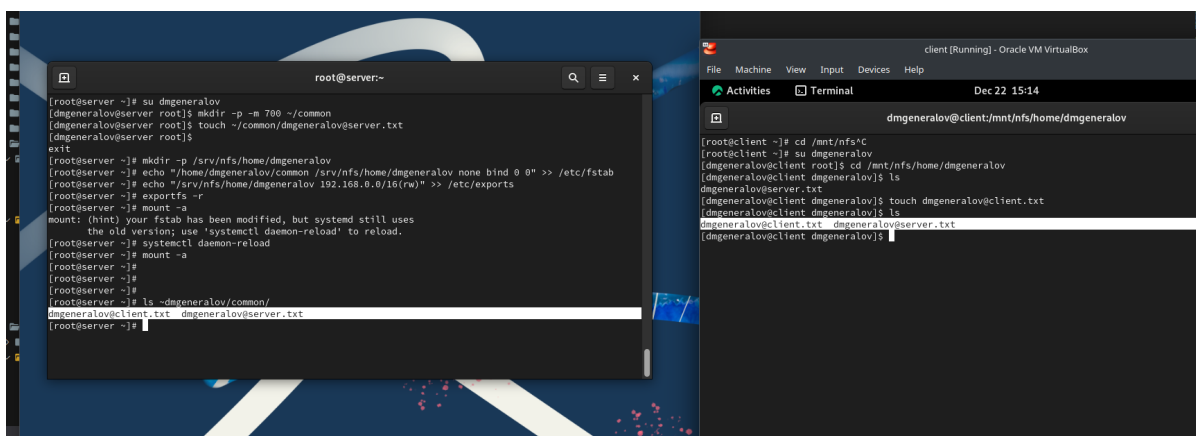 root@server:~
[root@server ~]# su dmgeneralov
[dmgeneralov@server root]$ mkdir -p -m 700 ~/common
[dmgeneralov@server root]$ touch ~/common/dmgeneralov@server.txt
[dmgeneralov@server root]$
exit
[root@server ~]# mkdir -p /srv/nfs/home/dmgeneralov
[root@server ~]# echo "/home/dmgeneralov/common /srv/nfs/home/dmgeneralov none bind 0 0" >> /etc/fstab
[root@server ~]# echo "/srv/nfs/home/dmgeneralov 192.168.0.0/16(rw)" >> /etc/exports
[root@server ~]# exportfs -r
[root@server ~]# mount -a
mount: (hint) your fstab has been modified, but systemd still uses
the old version; use 'systemctl daemon-reload' to reload.
[root@server ~]# systemctl daemon-reload
[root@server ~]# mount -a
[root@server ~]#
[root@server ~]#
[root@server ~]#
[root@server ~]# ls ~dmgeneralov/common/
dmgeneralov@client.txt dmgeneralov@server.txt
[root@server ~]#
client [Running] - Oracle VM VirtualBox
File Machine View Input Devices Help
Activities Terminal Dec 22 15:14
dmgeneralov@client:/mnt/nfs/home/dmgeneralov
[root@client ~]# cd /mnt/nfs^C
[root@client ~]# su dmgeneralov
[dmgeneralov@client root]$ cd /mnt/nfs/home/dmgeneralov
[dmgeneralov@client dmgeneralov]$ ls
dmgeneralov@server.txt
[dmgeneralov@client dmgeneralov]$ touch dmgeneralov@client.txt
[dmgeneralov@client dmgeneralov]$ ls
dmgeneralov@client.txt dmgeneralov@server.txt
[dmgeneralov@client dmgeneralov]$